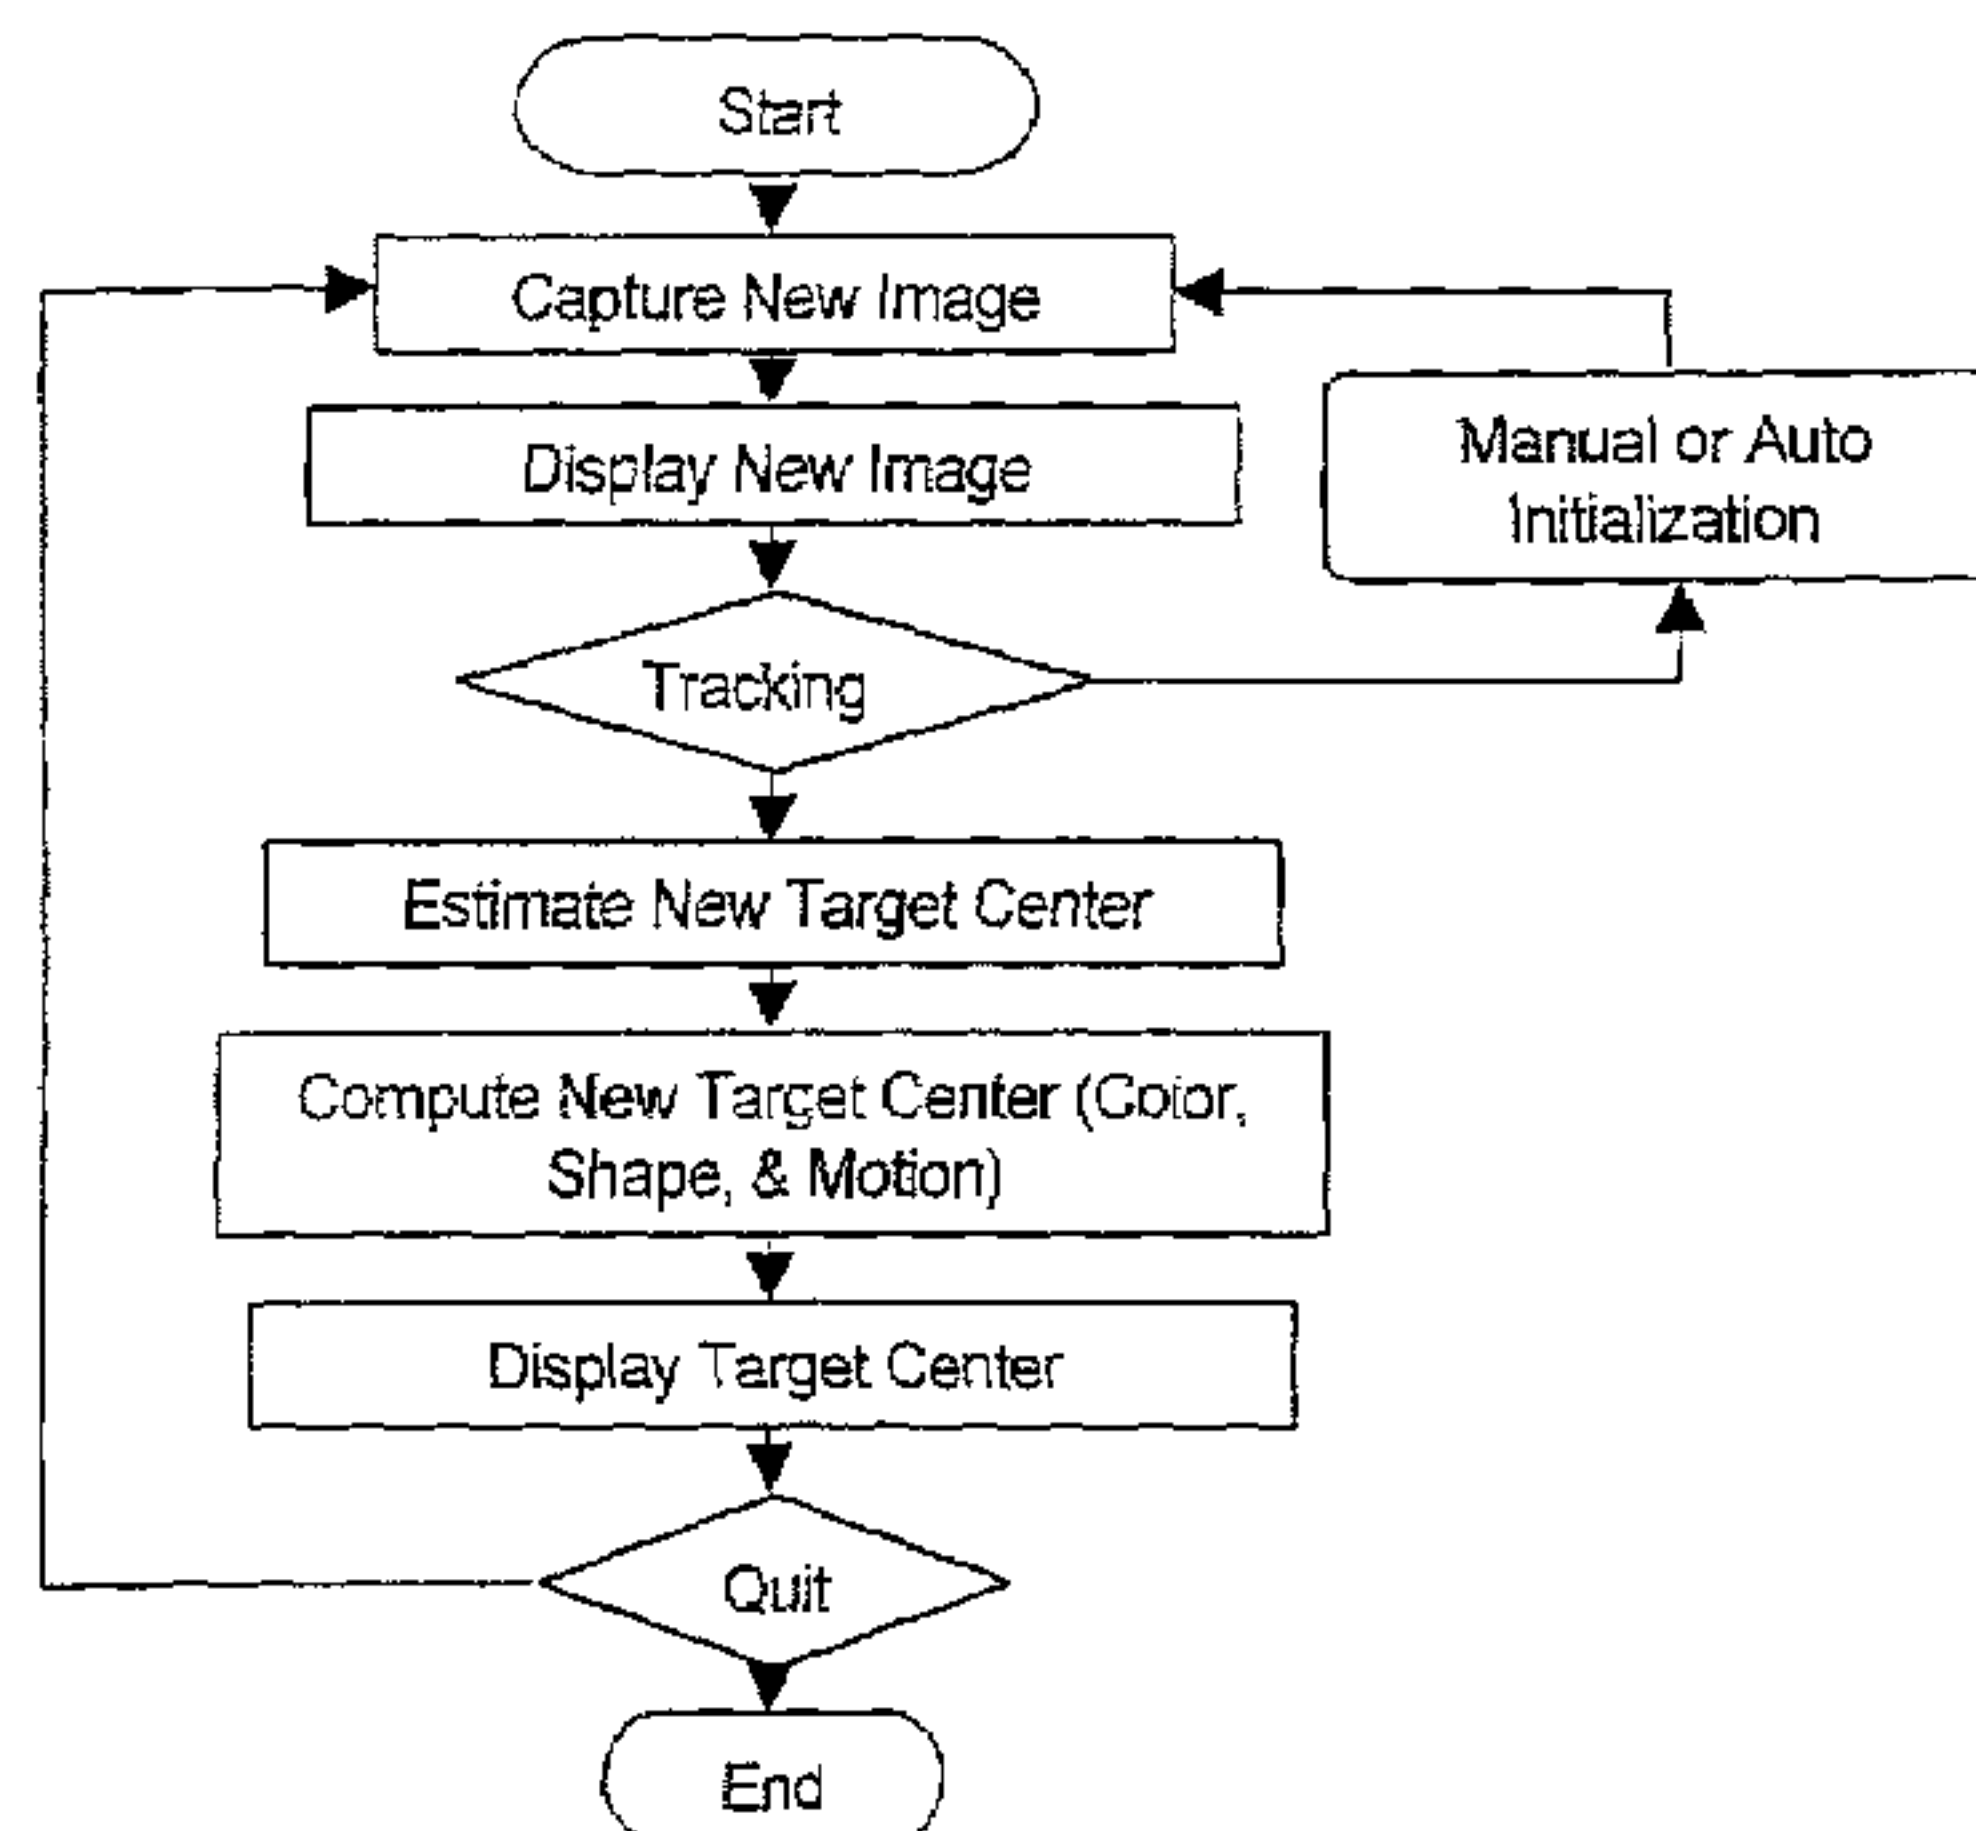 Start
Capture New Image
Display New Image
Manual or Auto
Initialization
Tracking
Estimate New Target Center
Compute New Target Center (Color,
Shape, & Motion)
Display Target Center
Quit
End